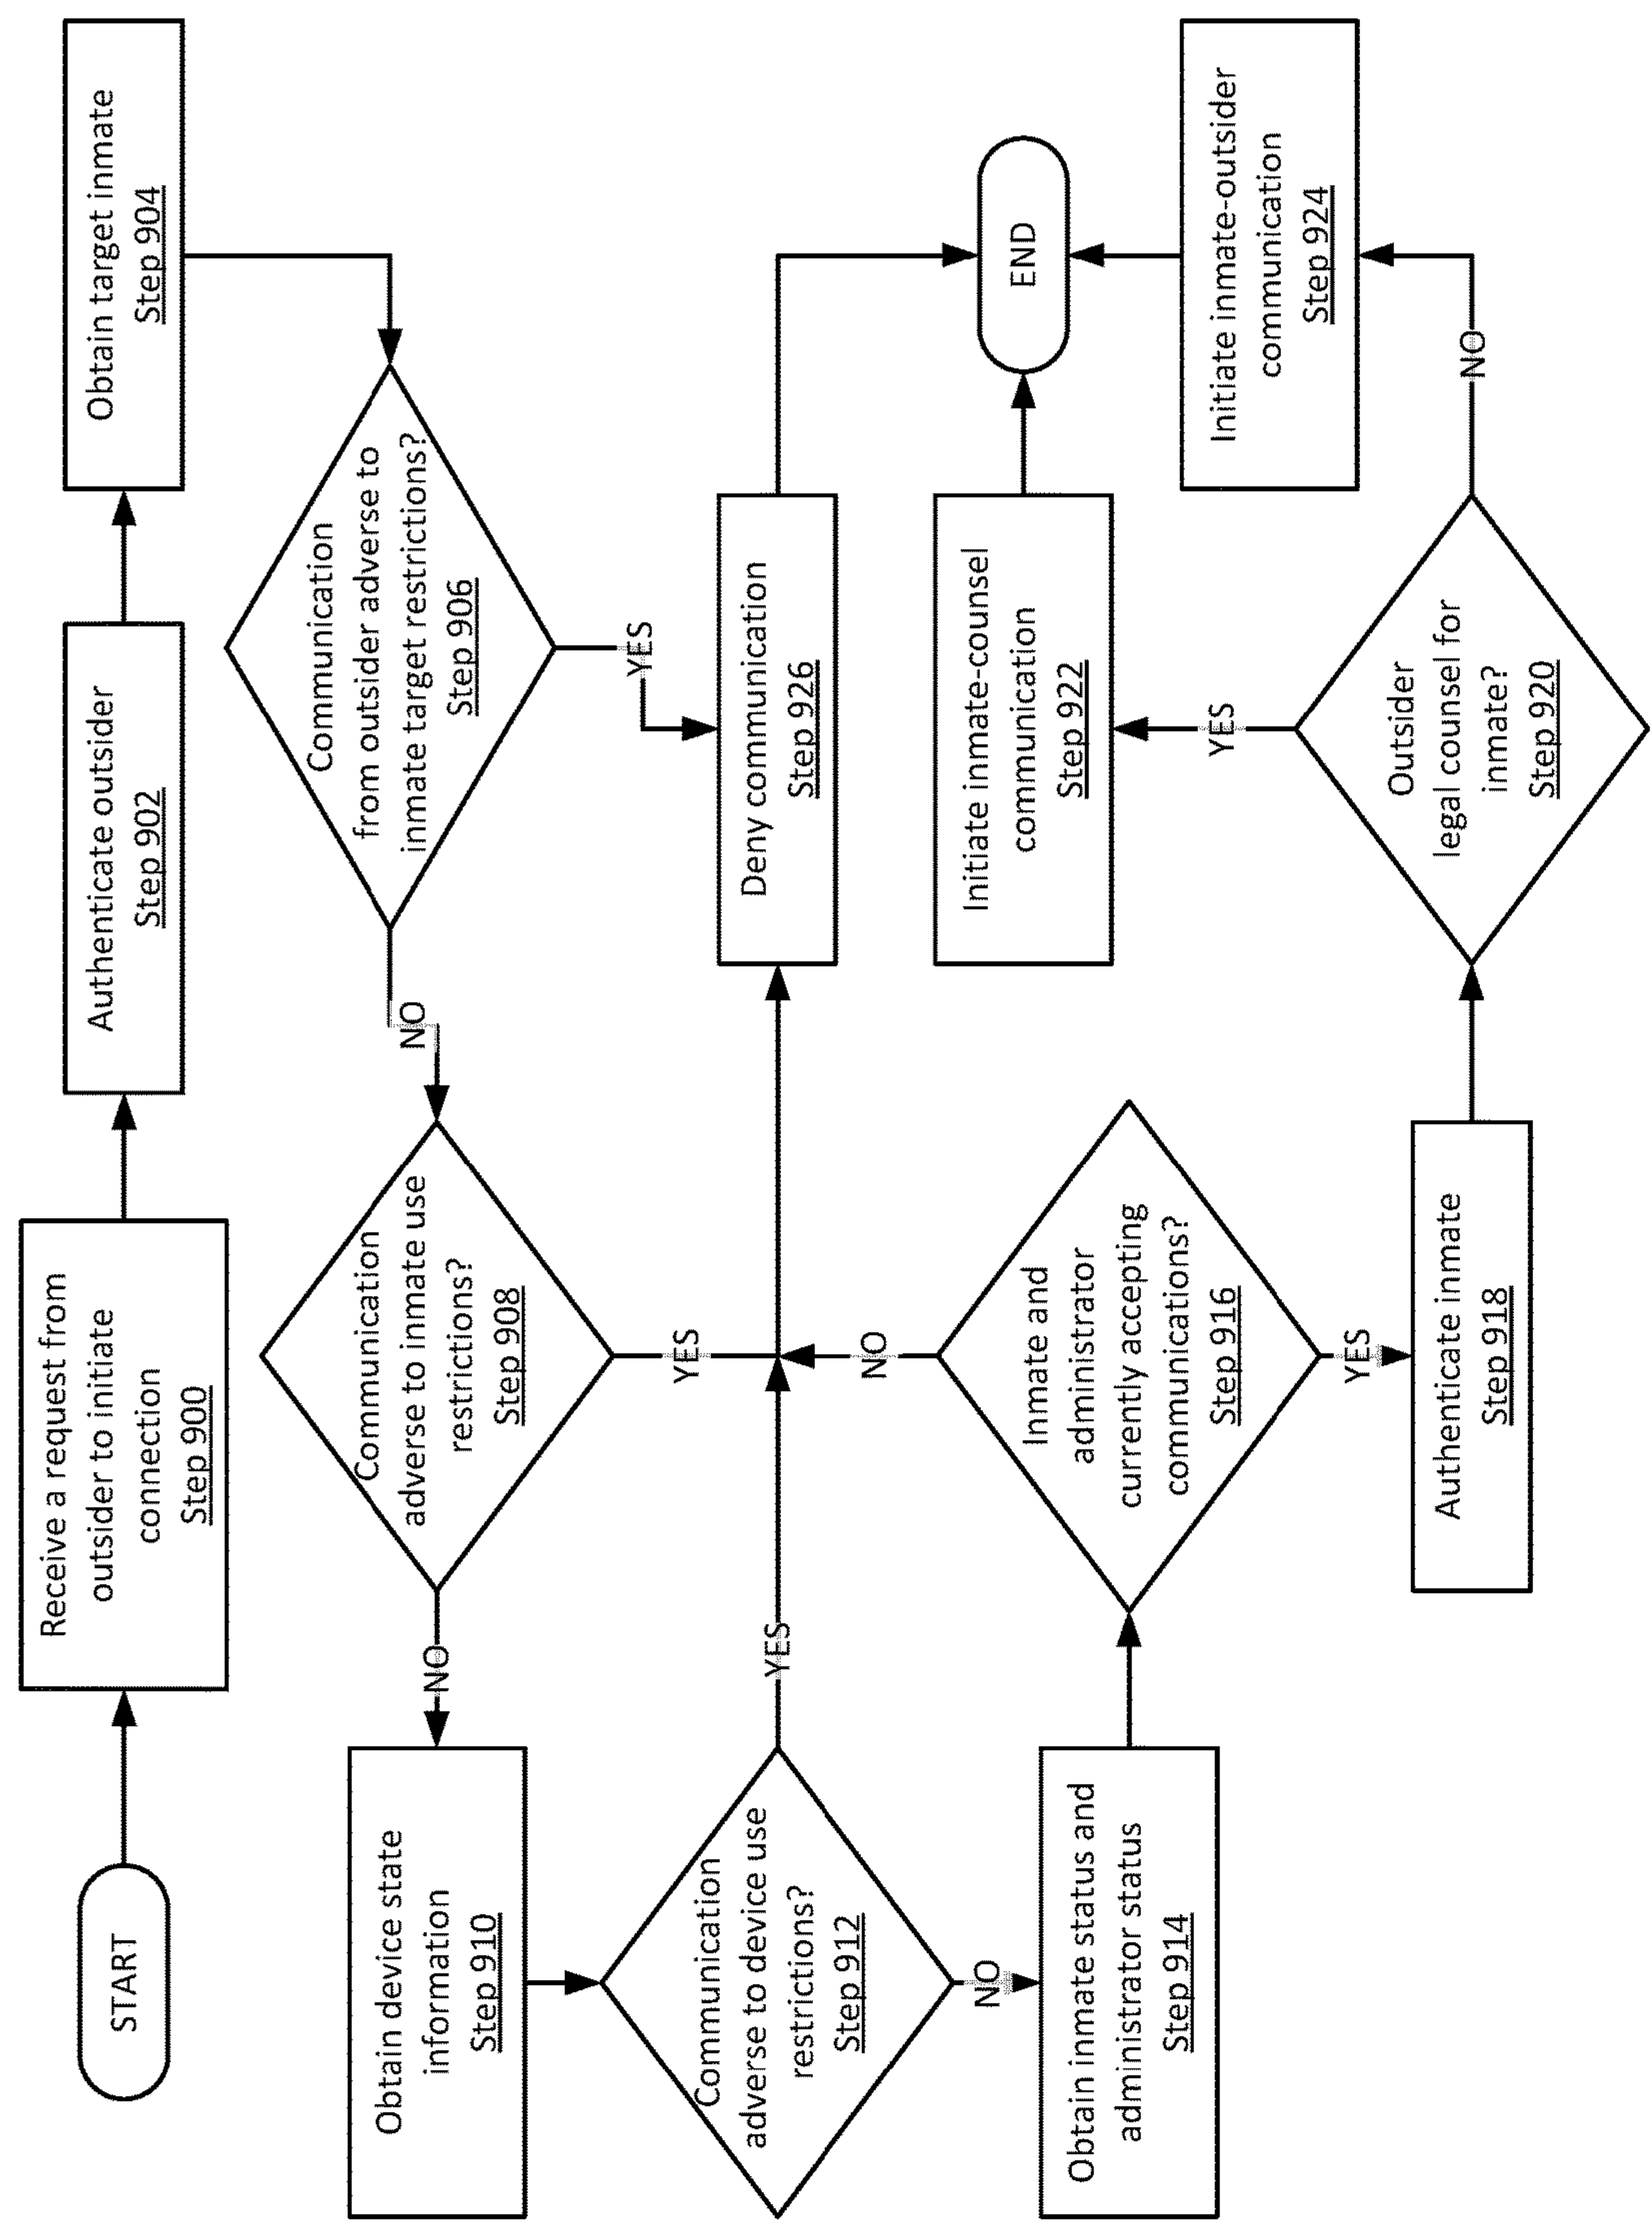 START
Receive a request from
outsider to initiate
connection
Step 900
Authenticate outsider
Step 902
Obtain target inmate
Step 904
Communication
from outsider adverse to
inmate target restrictions?
Step 906
YES
NO
Communication
adverse to inmate use
restrictions?
Step 908
YES
NO
Obtain device state
information
Step 910
Communication
adverse to device use
restrictions?
Step 912
YES
NO
Obtain inmate status and
administrator status
Step 914
Inmate and
administrator
currently accepting
communications?
Step 916
NO
YES
Authenticate inmate
Step 918
Outsider
legal counsel for
inmate?
Step 920
YES
NO
Initiate inmate-counsel
communication
Step 922
Initiate inmate-outsider
communication
Step 924
Deny communication
Step 926
END